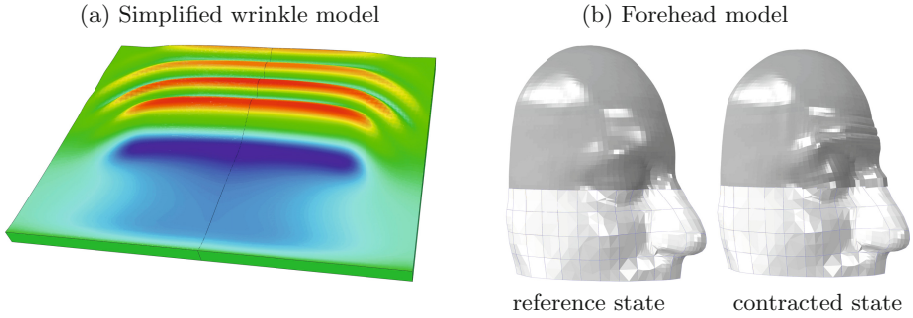 (a) Simplified wrinkle model
(b) Forehead model
reference state
contracted state